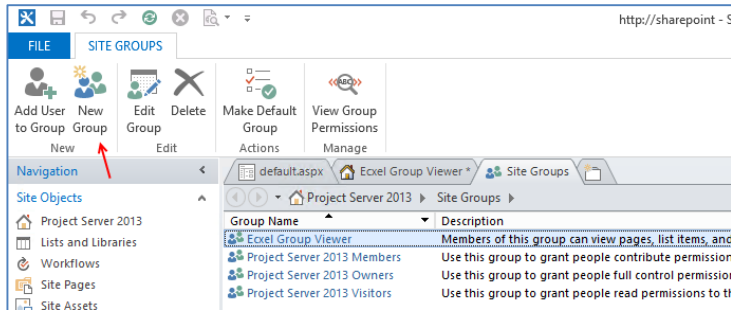 http://sharepoint - S
FILE SITE GROUPS
Add User to Group
New Group
Edit Group
Delete
Make Default Group
View Group Permissions
New Edit Actions Manage
Navigation
default.aspx Ecxel Group Viewer * Site Groups
Site Objects
Project Server 2013 Site Groups
Project Server 2013
Lists and Libraries
Workflows
Site Pages
Site Assets
Group Name Description
Ecxel Group Viewer Members of this group can view pages, list items, and
Project Server 2013 Members Use this group to grant people contribute permission
Project Server 2013 Owners Use this group to grant people full control permission
Project Server 2013 Visitors Use this group to grant people read permissions to th